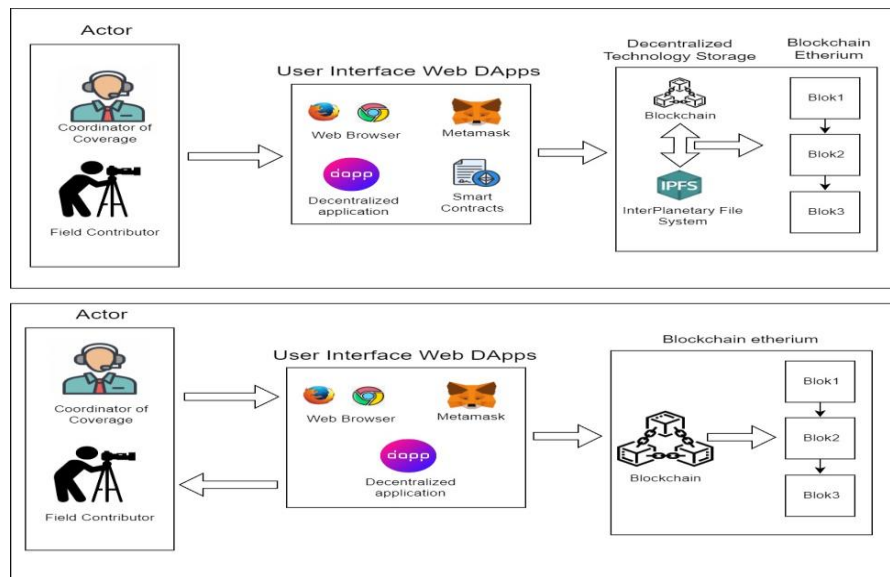 Actor
Coordinator of
Coverage
Field Contributor
User Interface Web DApps
Web Browser
Metamask
dapp
Decentralized
application
Smart
Contracts
Decentralized
Technology Storage
Blockchain
IPFS
InterPlanetary File
System
Blockchain
Etherium
Blok1
Blok2
Blok3
Actor
Coordinator of
Coverage
Field Contributor
User Interface Web DApps
Web Browser
Metamask
dapp
Decentralized
application
Blockchain etherium
Blockchain
Blok1
Blok2
Blok3